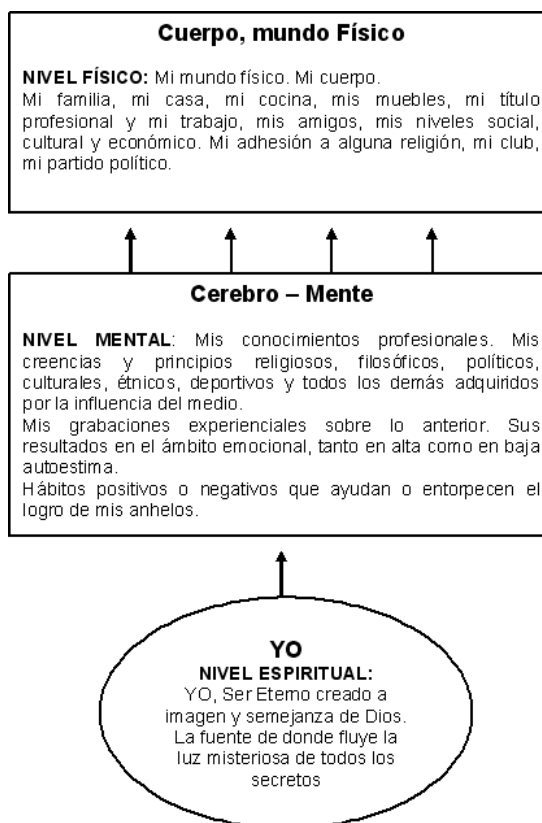 Cuerpo, mundo Físico
NIVEL FÍSICO: Mi mundo físico. Mi cuerpo.
Mi familia, mi casa, mi cocina, mis muebles, mi título
profesional y mi trabajo, mis amigos, mis niveles social,
cultural y económico. Mi adhesión a alguna religión, mi club,
mi partido político.
Cerebro – Mente
NIVEL MENTAL: Mis conocimientos profesionales. Mis
creencias y principios religiosos, filosóficos, políticos,
culturales, étnicos, deportivos y todos los demás adquiridos
por la influencia del medio.
Mis grabaciones experienciales sobre lo anterior. Sus
resultados en el ámbito emocional, tanto en alta como en baja
autoestima.
Hábitos positivos o negativos que ayudan o entorpecen el
logro de mis anhelos.
YO
NIVEL ESPIRITUAL:
YO, Ser Eterno creado a
imagen y semejanza de Dios.
La fuente de donde fluye la
luz misteriosa de todos los
secretos